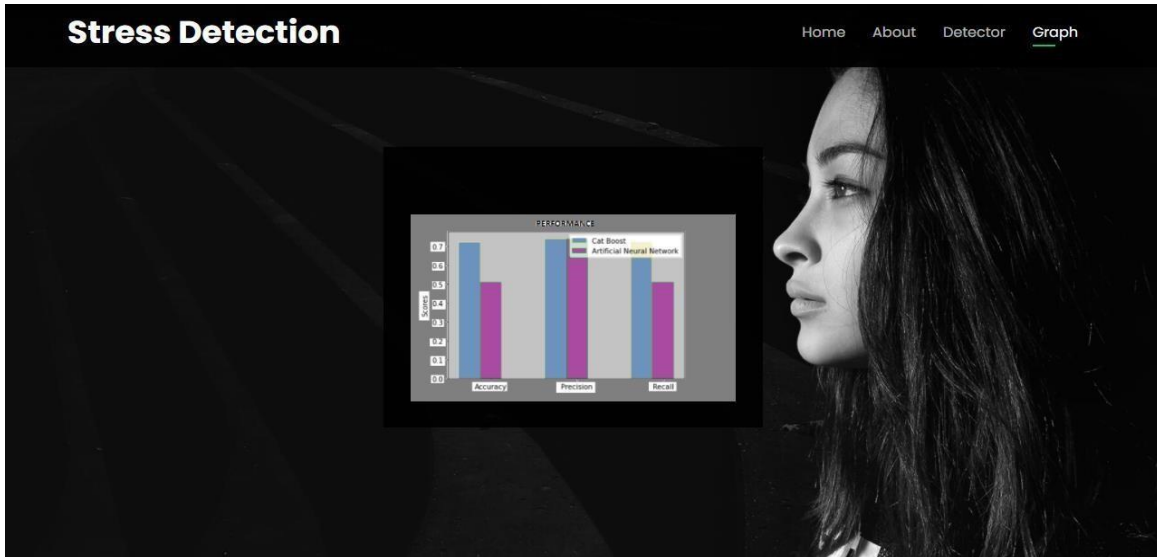 Stress Detection
Home About Detector Graph
PERFORMANCE
Cat Boost
Artificial Neural Network
Scores
0.7
0.6
0.5
0.4
0.3
0.2
0.1
0.0
Accuracy Precision Recall